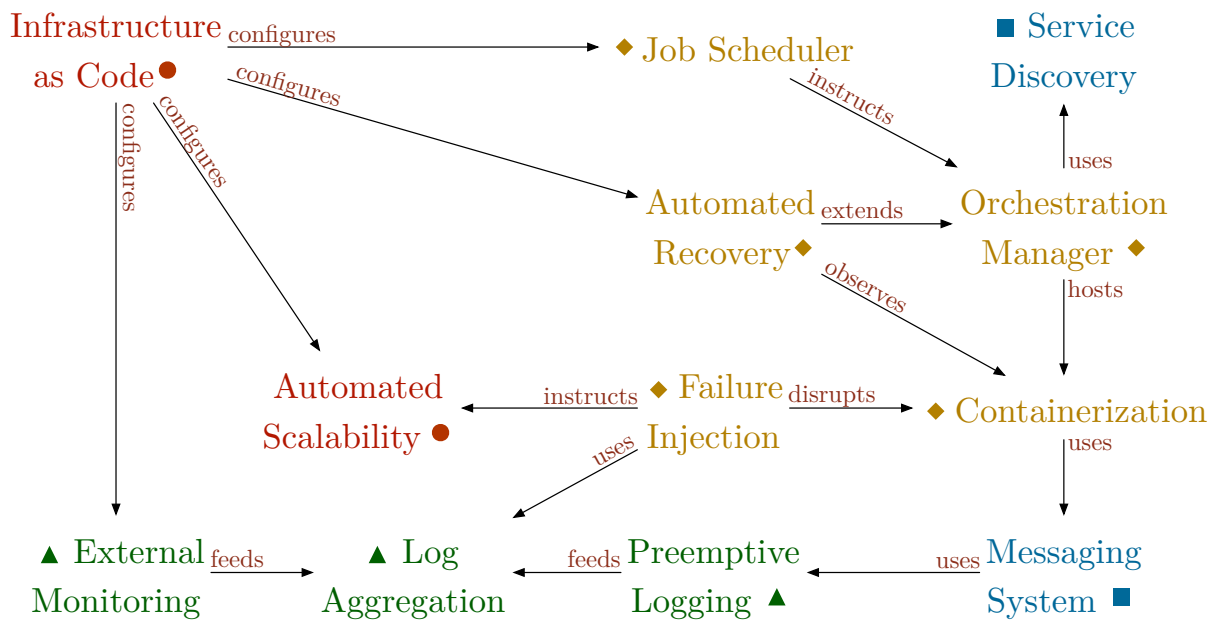 Infrastructure
as Code
configures
Job Scheduler
Service
Discovery
configures
instructs
configures
configures
uses
Automated
Recovery
extends
Orchestration
Manager
observes
hosts
Automated
Scalability
instructs
Failure
Injection
disrupts
Containerization
uses
uses
External
Monitoring
feeds
Log
Aggregation
feeds
Preemptive
Logging
uses
Messaging
System